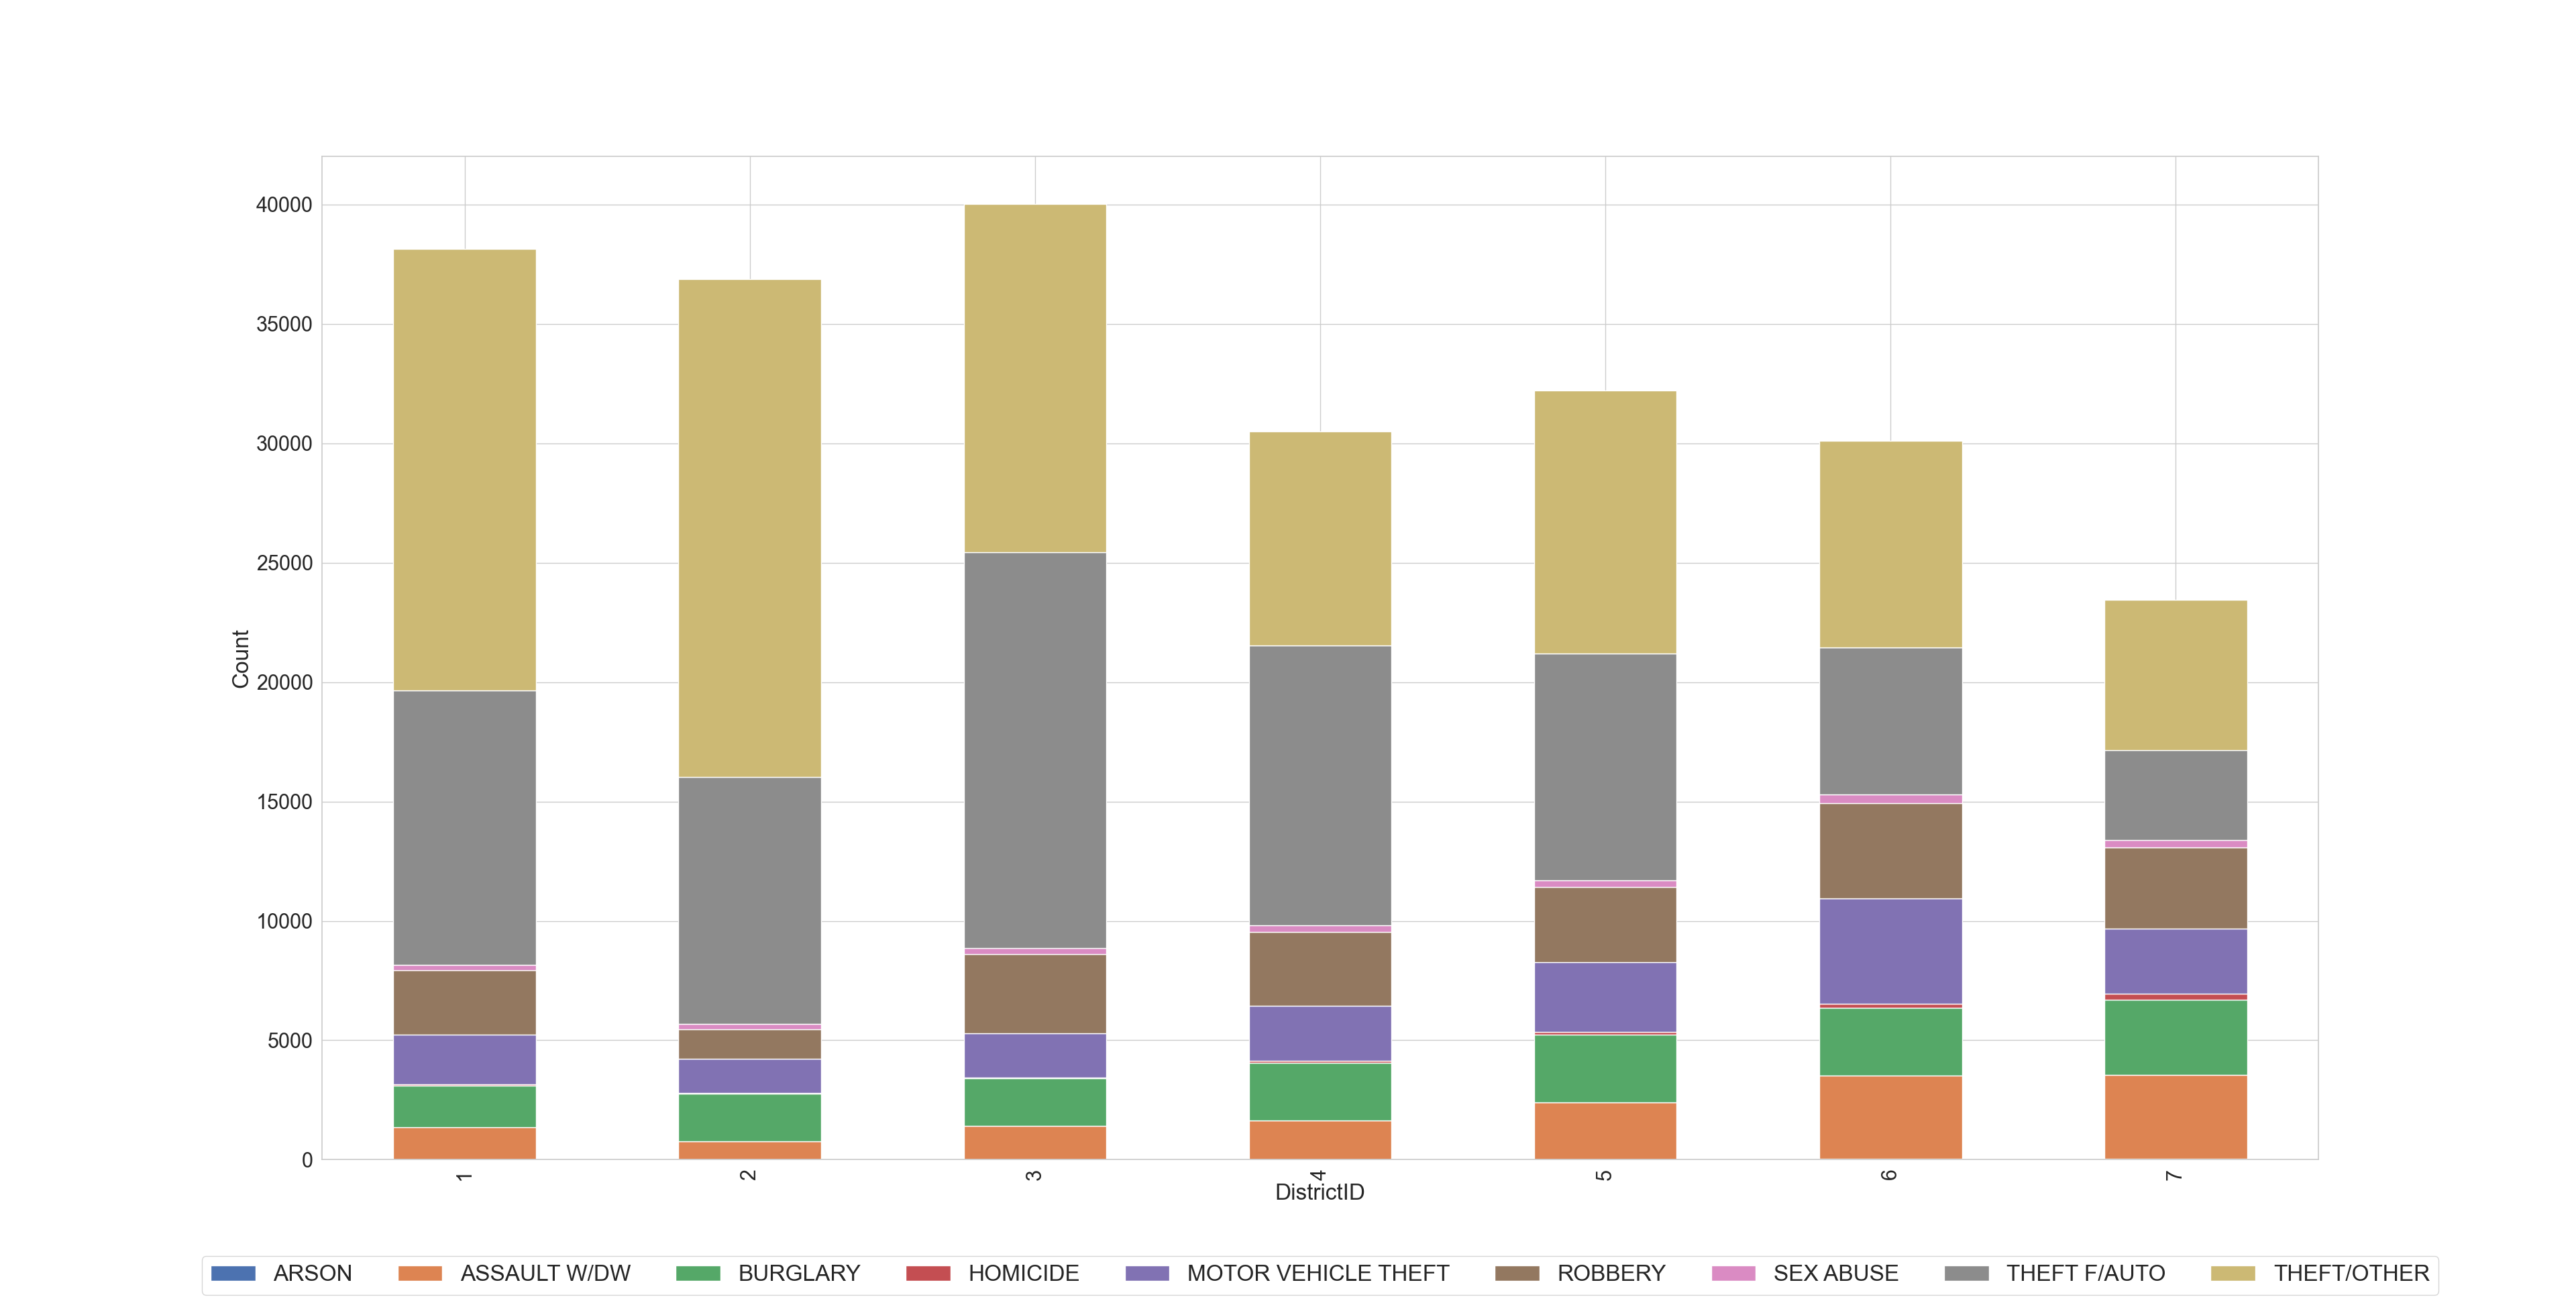 40000
35000
30000
25000
20000
15000
10000
5000
0
Count
1 2 3 4 5 6 7
DistrictID
ARSON ASSAULT W/DW BURGLARY HOMICIDE MOTOR VEHICLE THEFT ROBBERY SEX ABUSE THEFT F/AUTO THEFT/OTHER